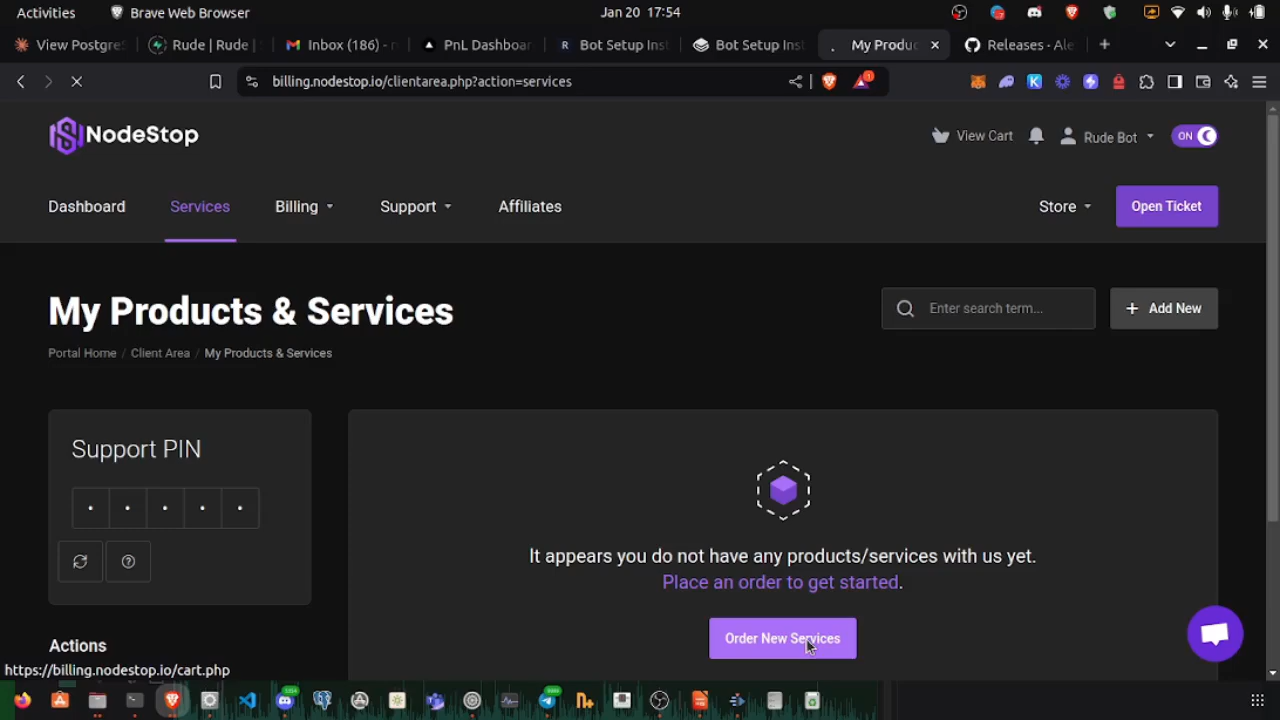 Activities Brave Web Browser Jan 20 17:54
View Postgre Rude | Rude | Inbox (186) - PnL Dashboar Bot Setup Inst Bot Setup Inst My Produc × Releases · Ale +
billing.nodestop.io/clientarea.php?action=services
NodeStop View Cart Rude Bot ON
Dashboard Services Billing Support Affiliates Store Open Ticket
My Products & Services Enter search term... + Add New
Portal Home / Client Area / My Products & Services
Support PIN
It appears you do not have any products/services with us yet.
Place an order to get started.
Order New Services
Actions
https://billing.nodestop.io/cart.php